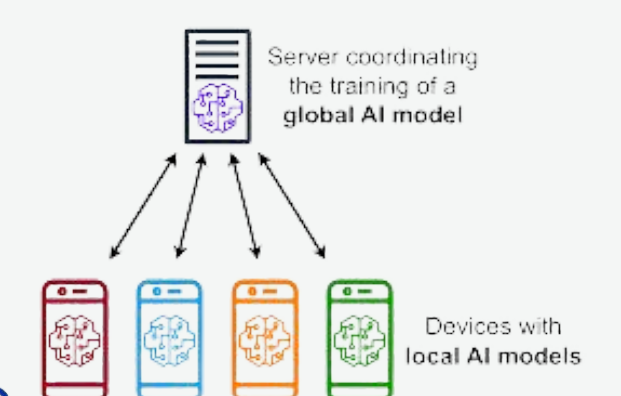 Server coordinating
the training of a
global AI model
Devices with
local AI models